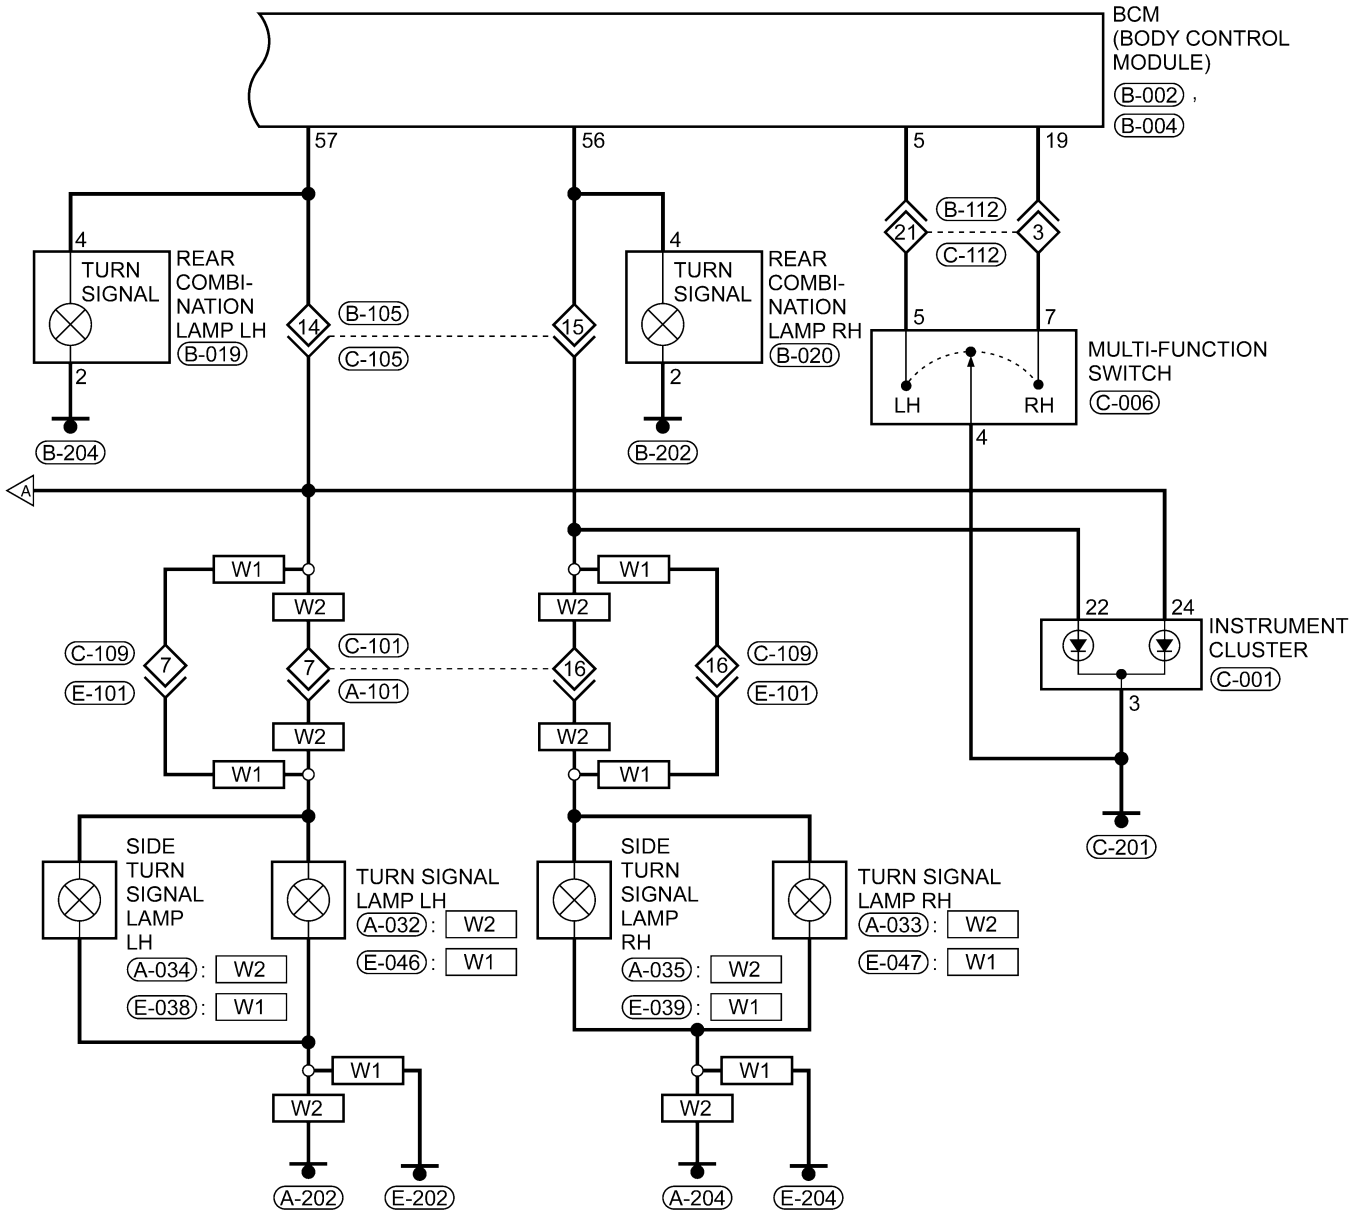 BCM
(BODY CONTROL
MODULE)
B-002 ,
B-004
57
56
5
19
4
TURN
SIGNAL
REAR
COMBI-
NATION
LAMP LH
B-019
2
B-204
14
B-105
C-105
15
4
TURN
SIGNAL
REAR
COMBI-
NATION
LAMP RH
B-020
2
B-202
21
B-112
C-112
3
5
7
LH
RH
MULTI-FUNCTION
SWITCH
C-006
4
A
W1
W2
W1
W2
C-109
7
E-101
7
C-101
A-101
16
16
C-109
E-101
22
24
INSTRUMENT
CLUSTER
C-001
3
C-201
W2
W1
W2
W1
SIDE
TURN
SIGNAL
LAMP
LH
A-034 : W2
E-038 : W1
TURN SIGNAL
LAMP LH
A-032 : W2
E-046 : W1
SIDE
TURN
SIGNAL
LAMP
RH
A-035 : W2
E-039 : W1
TURN SIGNAL
LAMP RH
A-033 : W2
E-047 : W1
W1
W2
W1
W2
A-202
E-202
A-204
E-204